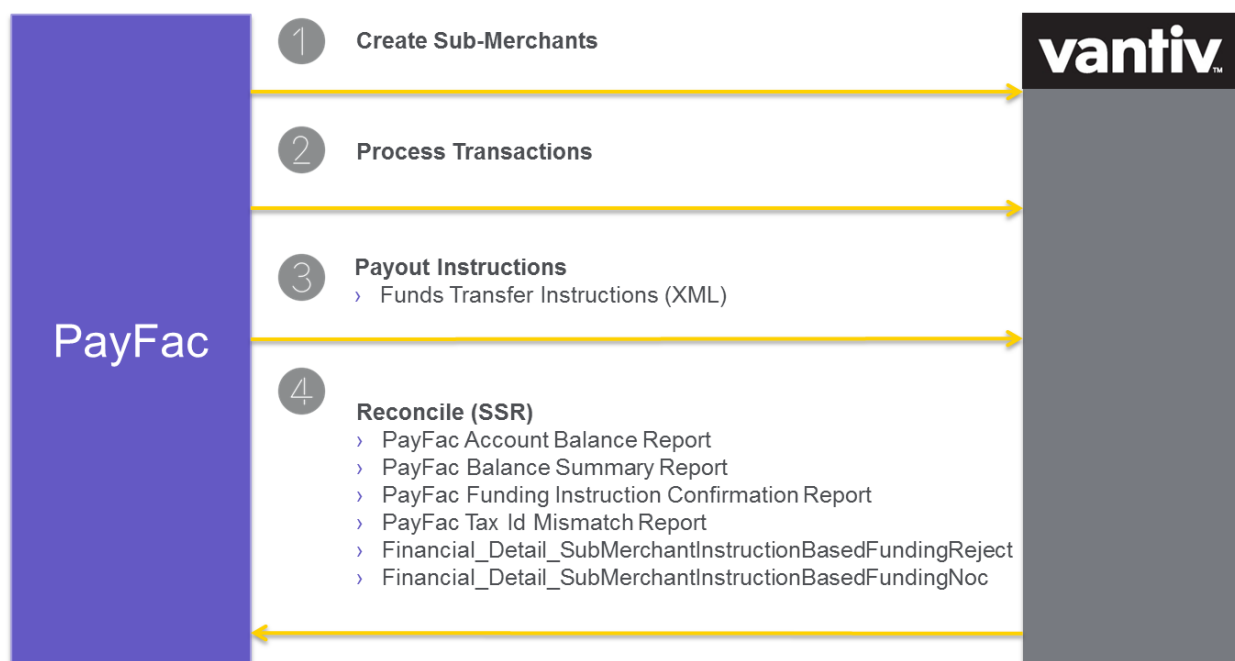 PayFac
vantiv™
1
Create Sub-Merchants
2
Process Transactions
3
Payout Instructions
› Funds Transfer Instructions (XML)
4
Reconcile (SSR)
› PayFac Account Balance Report
› PayFac Balance Summary Report
› PayFac Funding Instruction Confirmation Report
› PayFac Tax Id Mismatch Report
› Financial_Detail_SubMerchantInstructionBasedFundingReject
› Financial_Detail_SubMerchantInstructionBasedFundingNoc